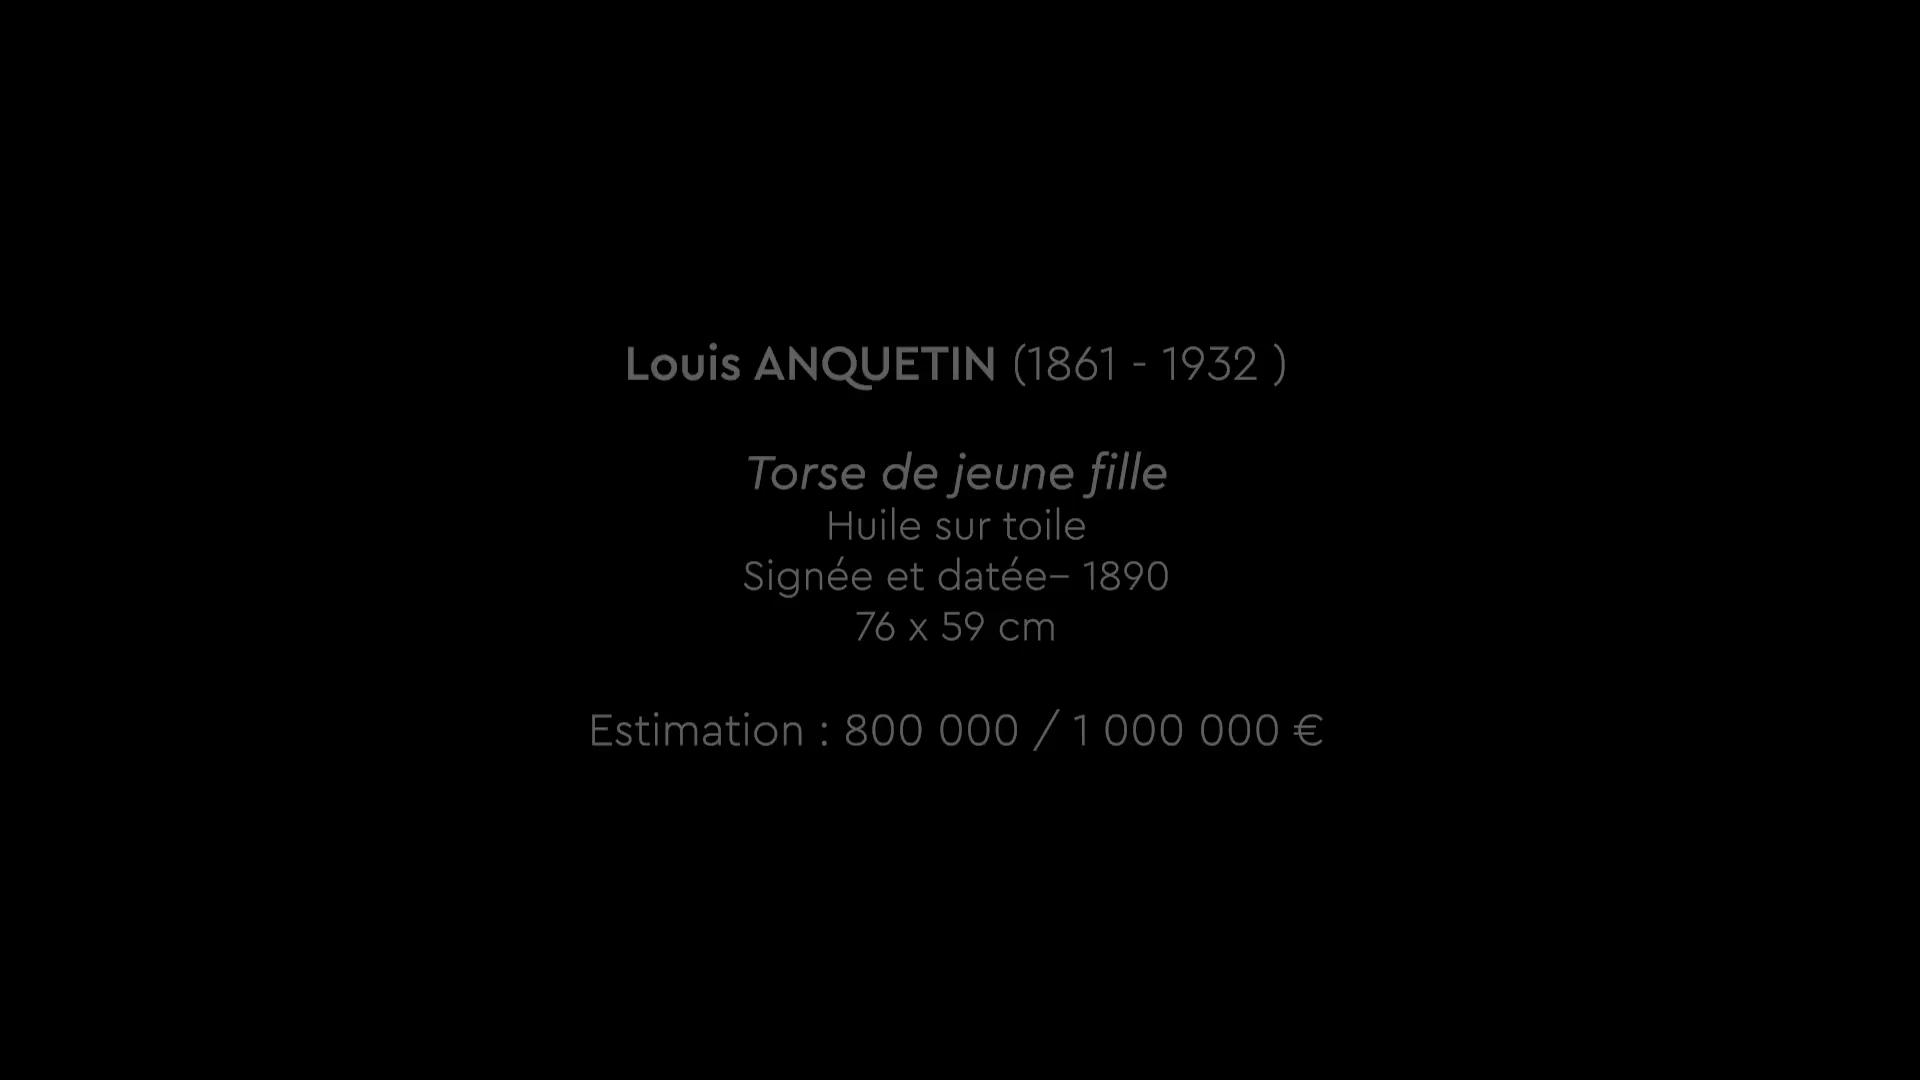 Louis ANQUETIN (1861 - 1932 )
Torse de jeune fille
Huile sur toile
Signée et datée– 1890
76 x 59 cm
Estimation : 800 000 / 1 000 000 €